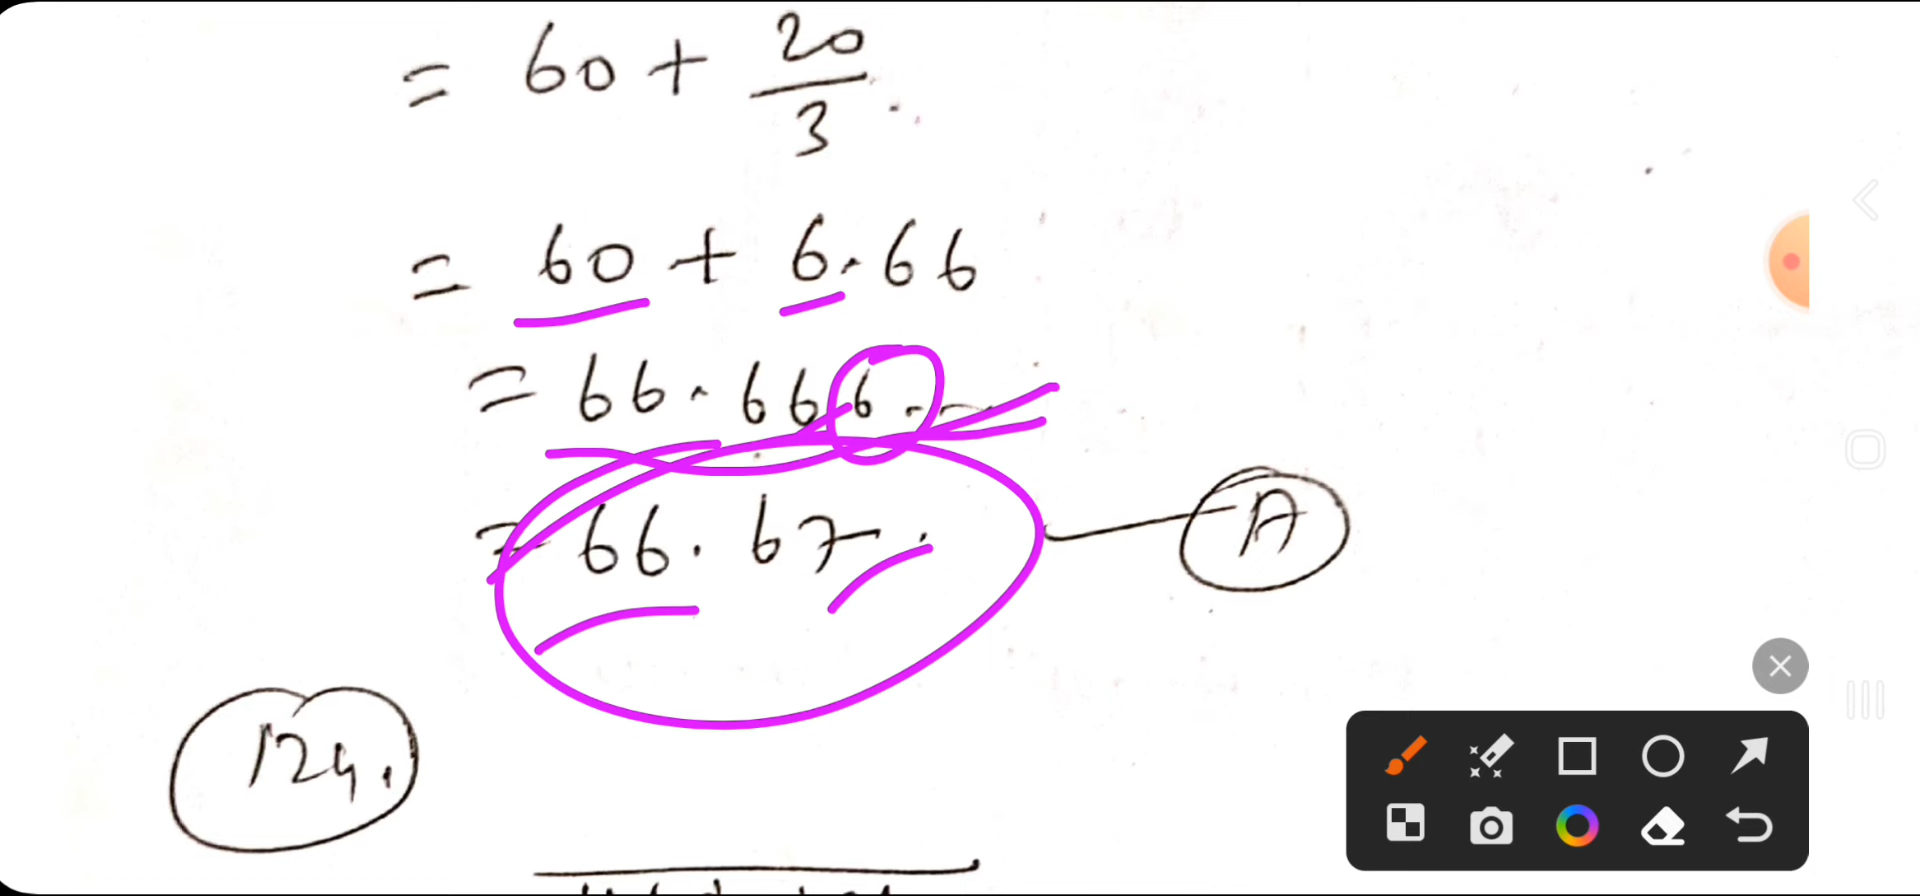 = 60 + 20/3.
= 60 + 6.66
= 66.666...
= 66.67. A
124.